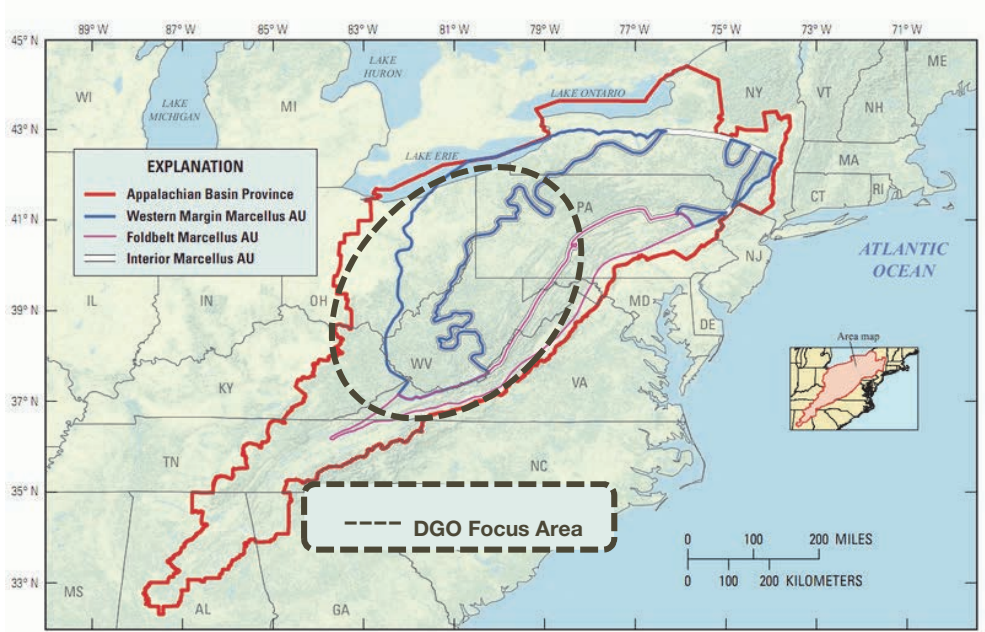 89° W 87° W 85° W 83° W 81° W 79° W 77° W 75° W 73° W 71° W
45° N
43° N
41° N
39° N
37° N
35° N
33° N
EXPLANATION
Appalachian Basin Province
Western Margin Marcellus AU
Foldbelt Marcellus AU
Interior Marcellus AU
WI
LAKE
MICHIGAN
MI
LAKE
HURON
LAKE ONTARIO
LAKE ERIE
NY
VT
NH
ME
MA
CT
RI
PA
NJ
IL
IN
OH
MD
DE
WV
VA
KY
TN
NC
MS
AL
GA
ATLANTIC
OCEAN
Area map
DGO Focus Area
0 100 200 MILES
0 100 200 KILOMETERS